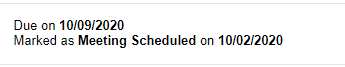 Due on 10/09/2020
Marked as Meeting Scheduled on 10/02/2020